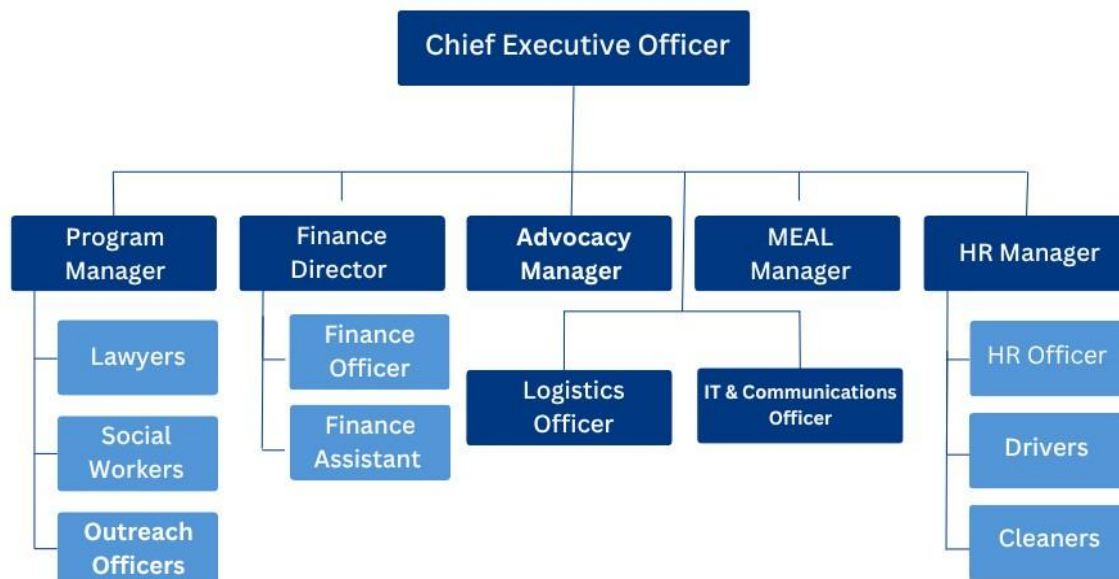 Chief Executive Officer
Program
Manager
Finance
Director
Advocacy
Manager
MEAL
Manager
HR Manager
Lawyers
Social
Workers
Outreach
Officers
Finance
Officer
Finance
Assistant
Logistics
Officer
IT & Communications
Officer
HR Officer
Drivers
Cleaners